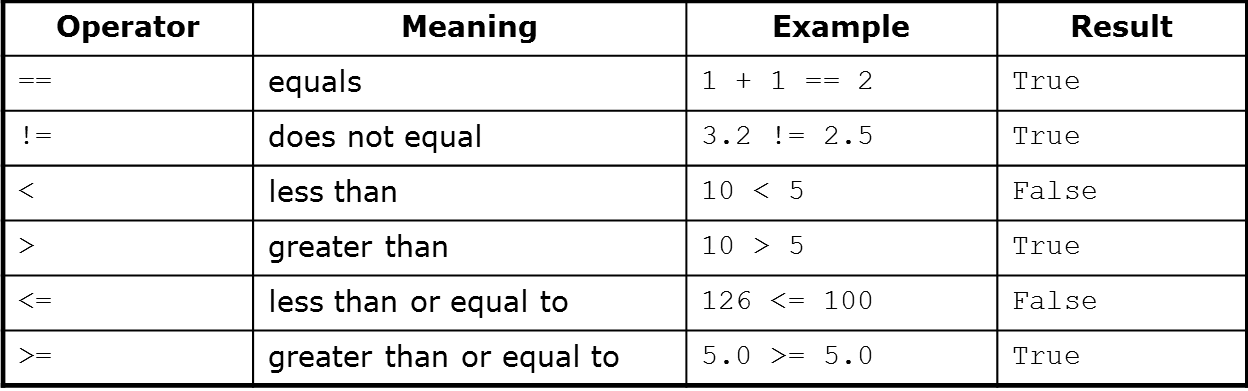 Operator Meaning Example Result
== equals 1 + 1 == 2 True
!= does not equal 3.2 != 2.5 True
< less than 10 < 5 False
> greater than 10 > 5 True
<= less than or equal to 126 <= 100 False
>= greater than or equal to 5.0 >= 5.0 True